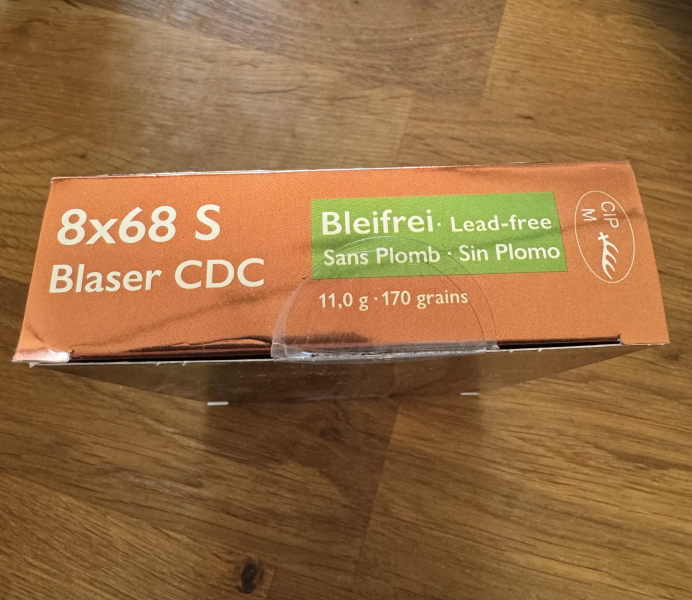 8x68 S
Blaser CDC
Bleifrei · Lead-free
Sans Plomb · Sin Plomo
11,0 g · 170 grains
CIP
M